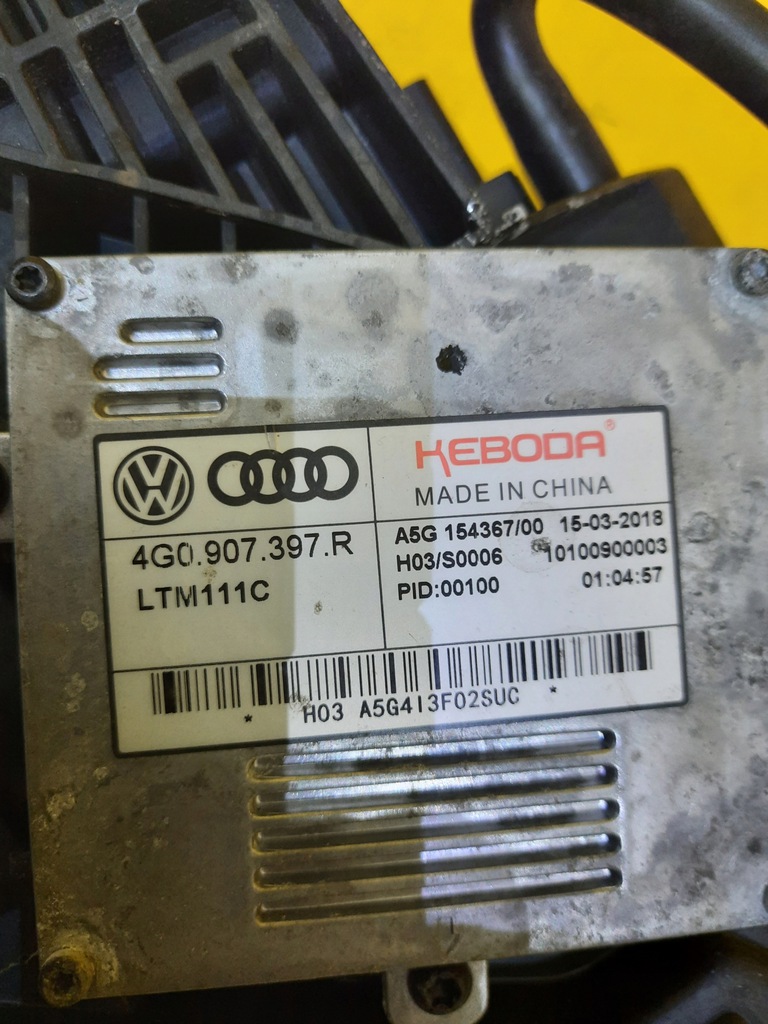 KEBODA®
MADE IN CHINA
4G0.907.397.R
LTM111C
A5G 154367/00 15-03-2018
H03/S0006 10100900003
PID:00100 01:04:57
* H03 A5G4I3F02SUC *